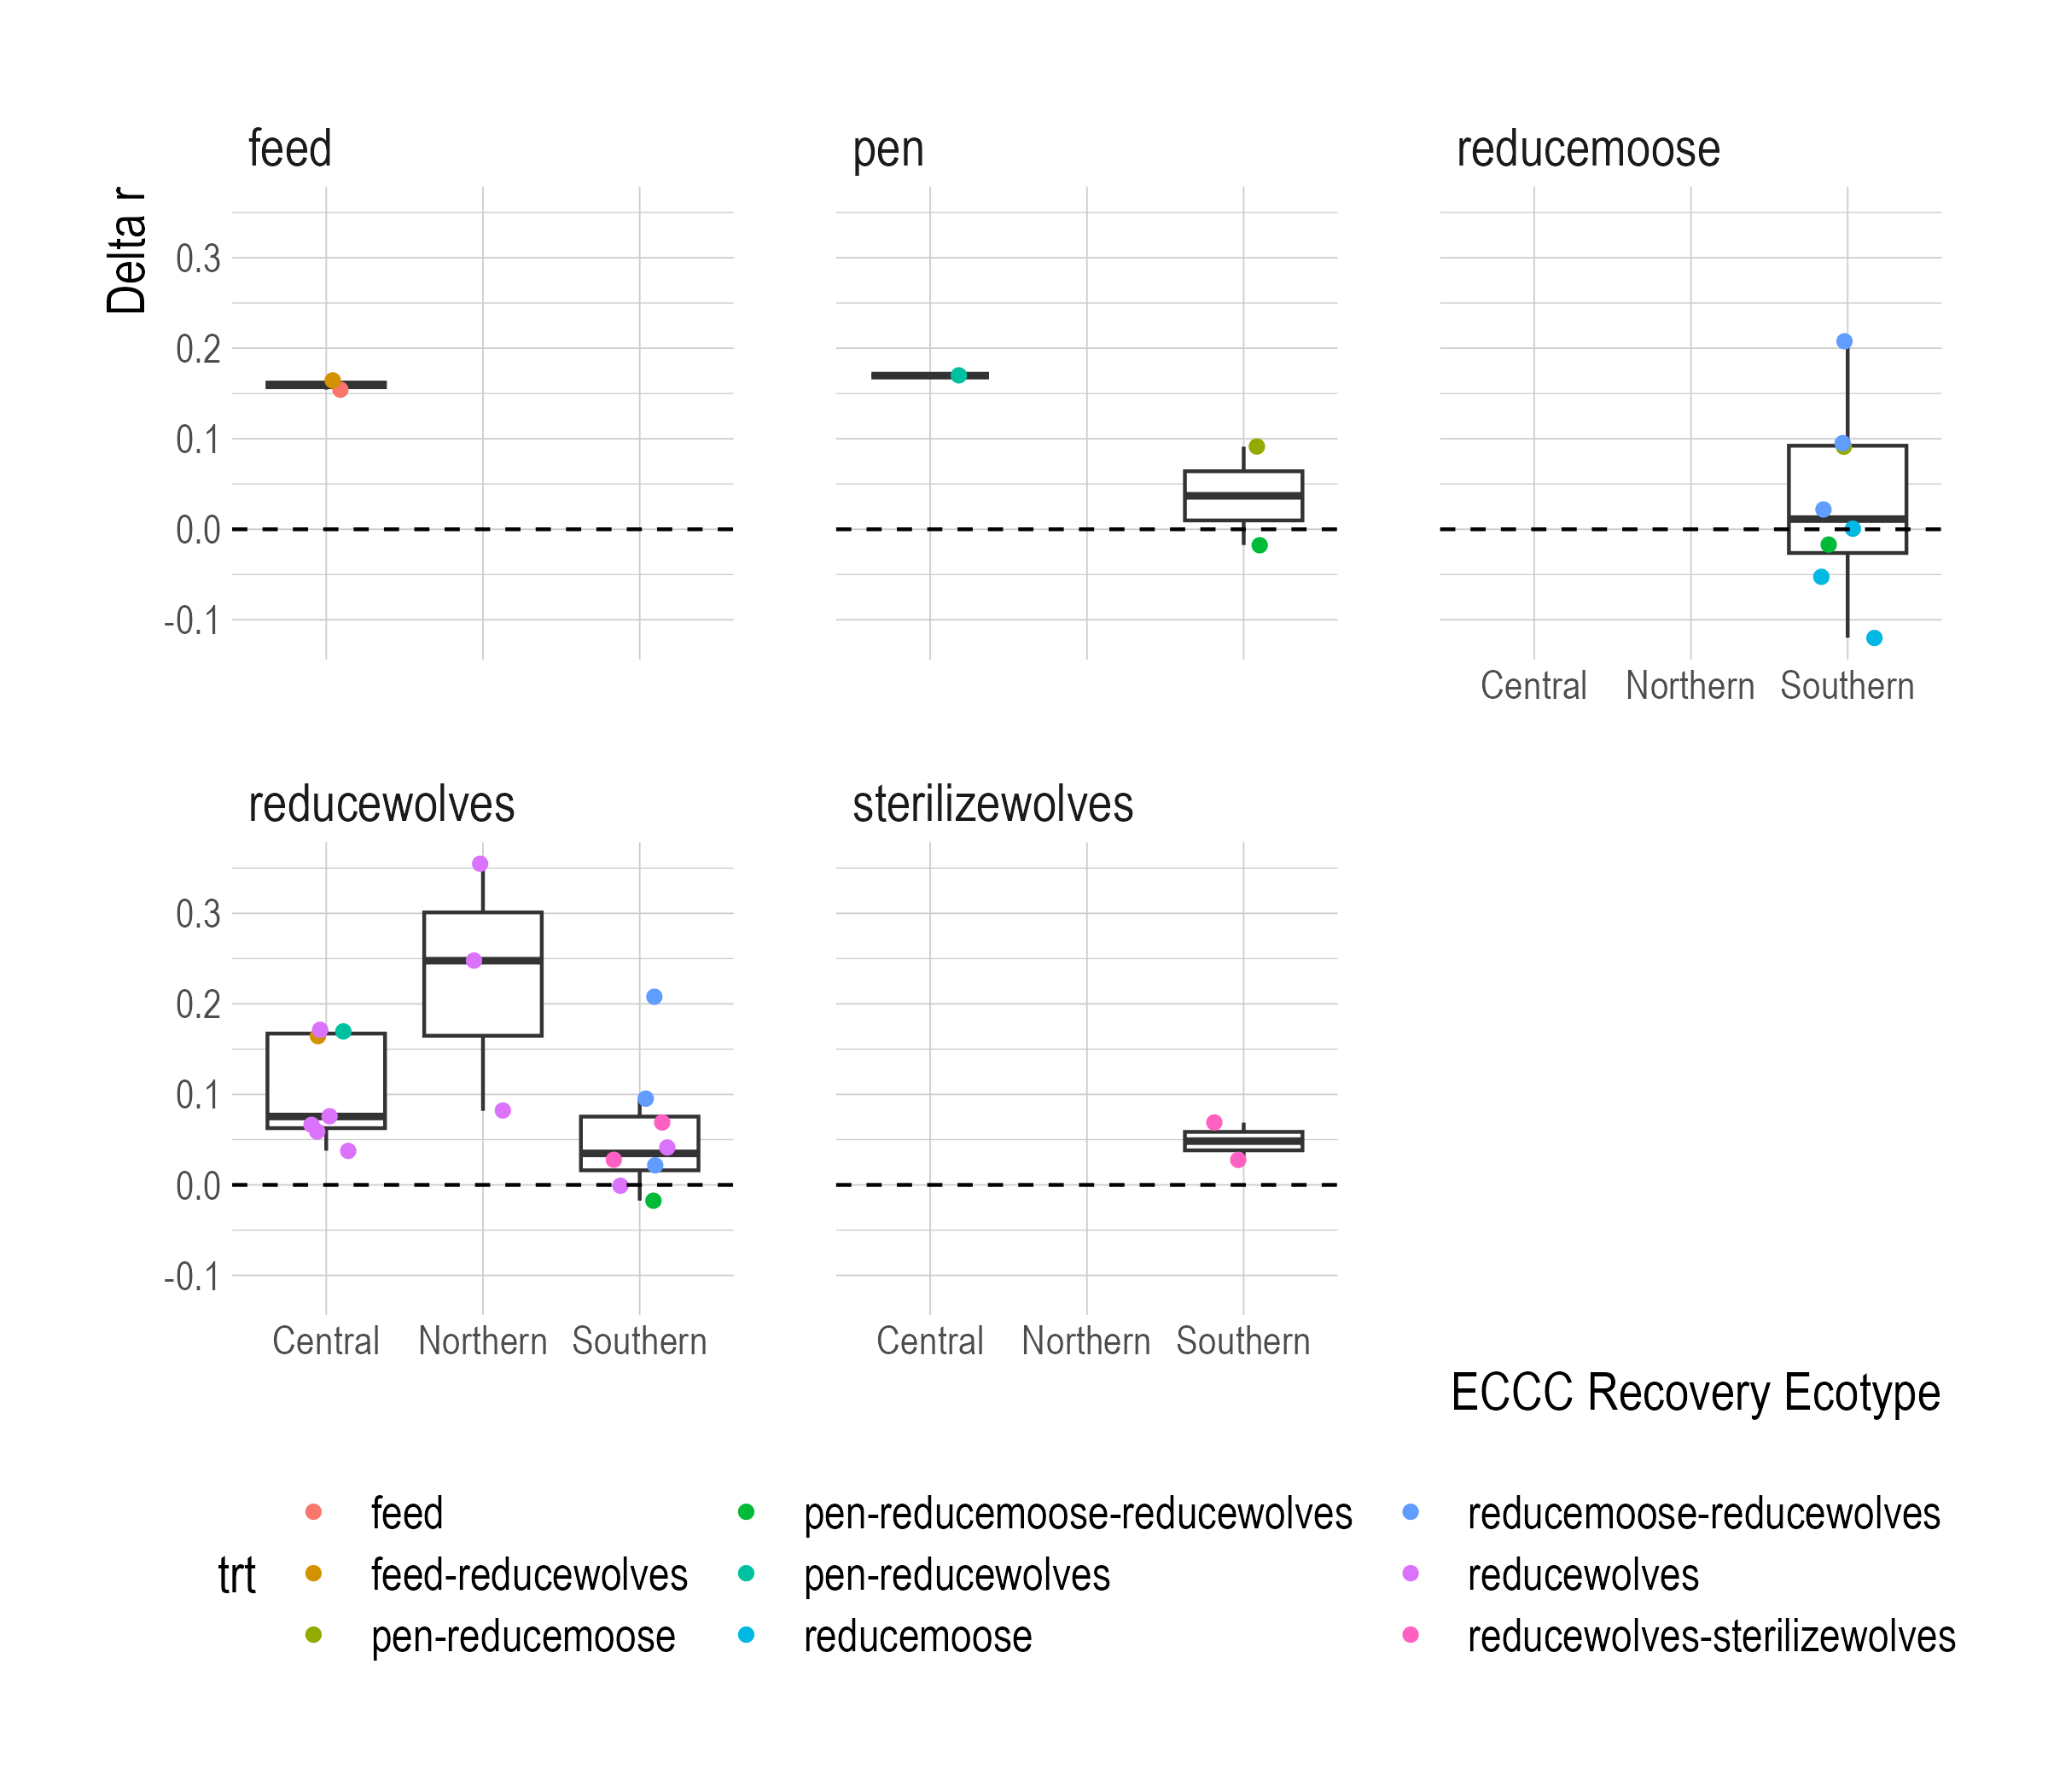 feed
pen
reducemoose
Delta r
0.3
0.2
0.1
0.0
-0.1
Central Northern Southern
reducewolves
sterilizewolves
0.3
0.2
0.1
0.0
-0.1
Central Northern Southern
Central Northern Southern
ECCC Recovery Ecotype
trt
feed
feed-reducewolves
pen-reducemoose
pen-reducemoose-reducewolves
pen-reducewolves
reducemoose
reducemoose-reducewolves
reducewolves
reducewolves-sterilizewolves